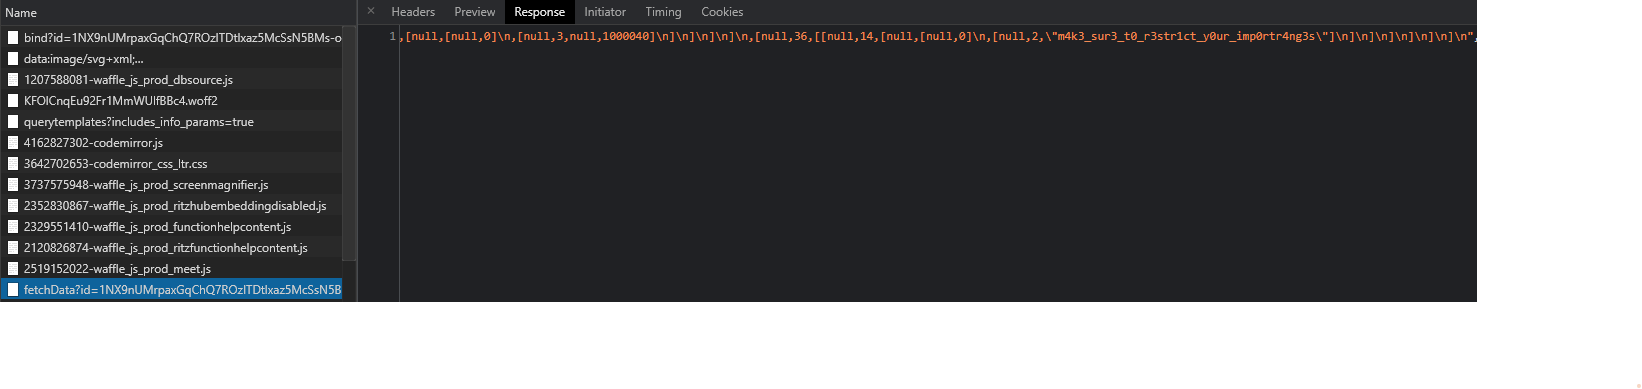 Name
× Headers Preview Response Initiator Timing Cookies
bind?id=1NX9nUMrpaxGqChQ7ROzITDtIxaz5McSsN5BMs-o
1 ,[null,[null,0]\n,[null,3,null,1000040]\n]\n]\n]\n]\n,[null,36,[[null,14,[null,[null,0]\n,[null,2,\"m4k3_sur3_t0_r3str1ct_y0ur_imp0rtr4ng3s\"]\n]\n]\n]\n]\n]\n]\n",
data:image/svg+xml;...
1207588081-waffle_js_prod_dbsource.js
KFOlCnqEu92Fr1MmWUlfBBc4.woff2
querytemplates?includes_info_params=true
4162827302-codemirror.js
3642702653-codemirror_css_ltr.css
3737575948-waffle_js_prod_screenmagnifier.js
2352830867-waffle_js_prod_ritzhubembeddingdisabled.js
2329551410-waffle_js_prod_functionhelpcontent.js
2120826874-waffle_js_prod_ritzfunctionhelpcontent.js
2519152022-waffle_js_prod_meet.js
fetchData?id=1NX9nUMrpaxGqChQ7ROzITDtIxaz5McSsN5B